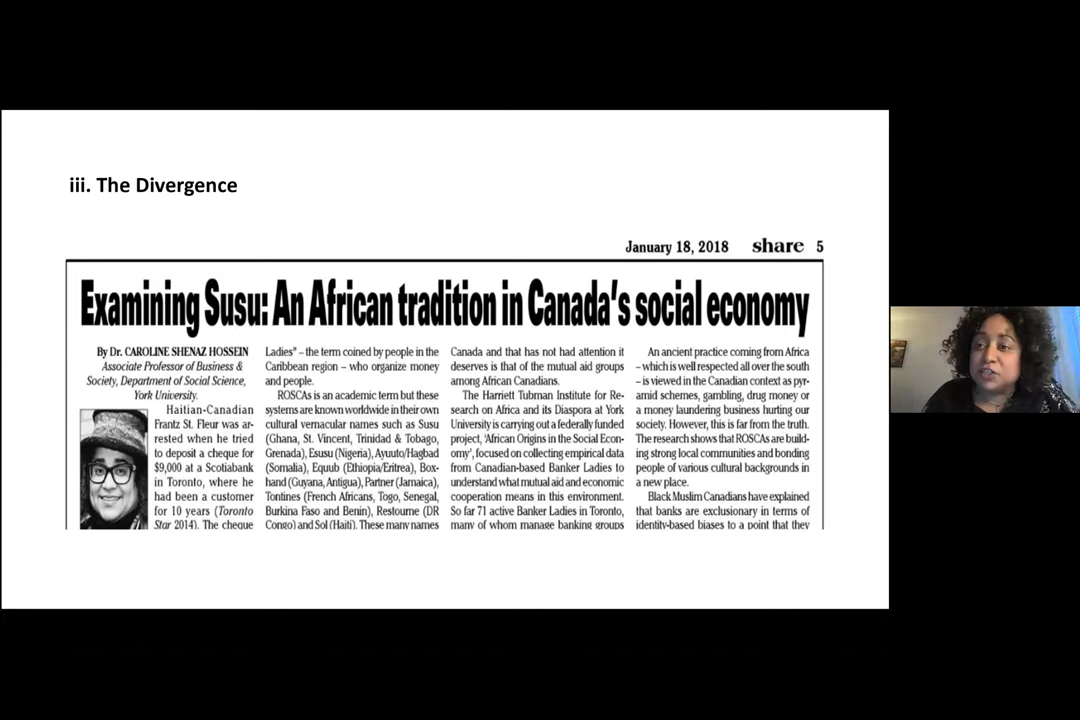 iii. The Divergence
January 18, 2018 share 5
Examining Susu: An African tradition in Canada's social economy
By Dr. CAROLINE SHENAZ HOSSEIN
Associate Professor of Business &
Society, Department of Social Science,
York University.
Haitian-Canadian
Frantz St. Fleur was ar-
rested when he tried
to deposit a cheque for
$9,000 at a Scotiabank
in Toronto, where he
had been a customer
for 10 years (Toronto
Star 2014). The cheque
Ladies" – the term coined by people in the
Caribbean region – who organize money
and people.
ROSCAs is an academic term but these
systems are known worldwide in their own
cultural vernacular names such as Susu
(Ghana, St. Vincent, Trinidad & Tobago,
Grenada), Esusu (Nigeria), Ayuuto/Hagbad
(Somalia), Equub (Ethiopia/Eritrea), Box-
hand (Guyana, Antigua), Partner (Jamaica),
Tontines (French Africans, Togo, Senegal,
Burkina Faso and Benin), Restourne (DR
Congo) and Sol (Haiti). These many names
Canada and that has not had attention it
deserves is that of the mutual aid groups
among African Canadians.
The Harriett Tubman Institute for Re-
search on Africa and its Diaspora at York
University is carrying out a federally funded
project, 'African Origins in the Social Econ-
omy', focused on collecting empirical data
from Canadian-based Banker Ladies to
understand what mutual aid and economic
cooperation means in this environment.
So far 71 active Banker Ladies in Toronto,
many of whom manage banking groups
An ancient practice coming from Africa
– which is well respected all over the south
– is viewed in the Canadian context as pyr-
amid schemes, gambling, drug money or
a money laundering business hurting our
society. However, this is far from the truth.
The research shows that ROSCAs are build-
ing strong local communities and bonding
people of various cultural backgrounds in
a new place.
Black Muslim Canadians have explained
that banks are exclusionary in terms of
identity-based biases to a point that they